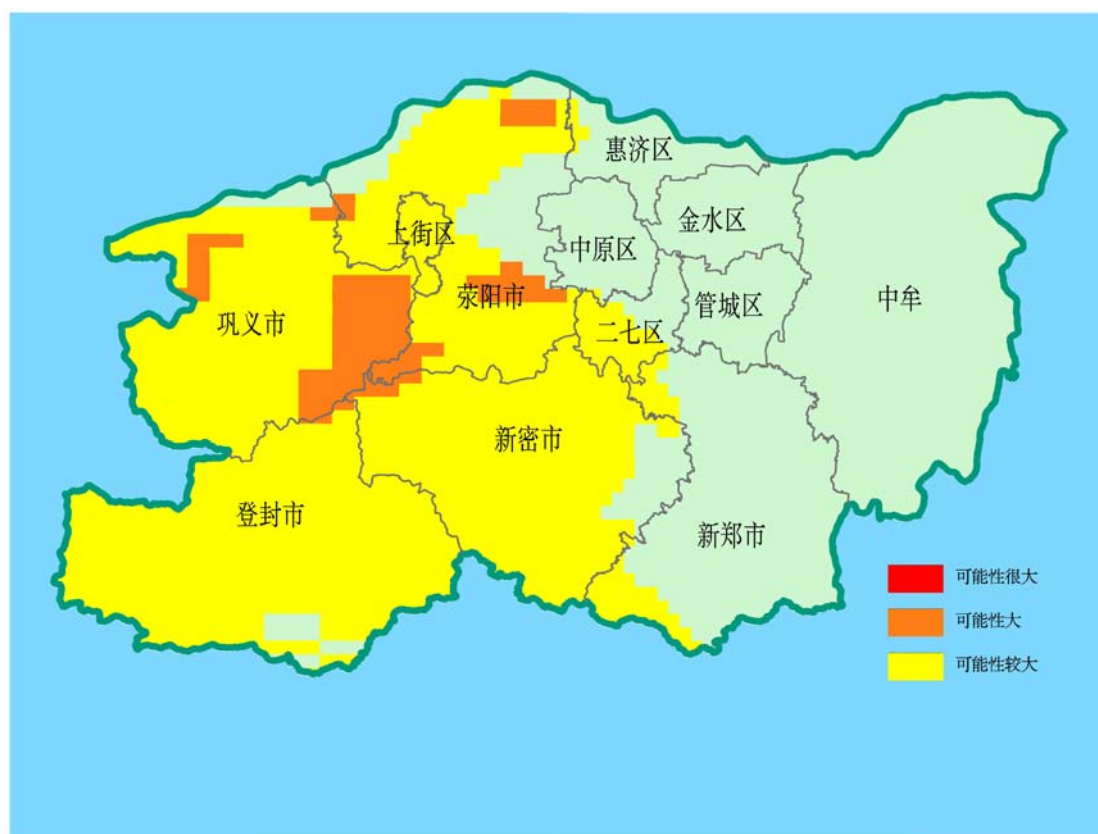 惠济区
金水区
上街区
中原区
荥阳市
管城区
中牟
巩义市
二七区
新密市
登封市
新郑市
可能性很大
可能性大
可能性较大